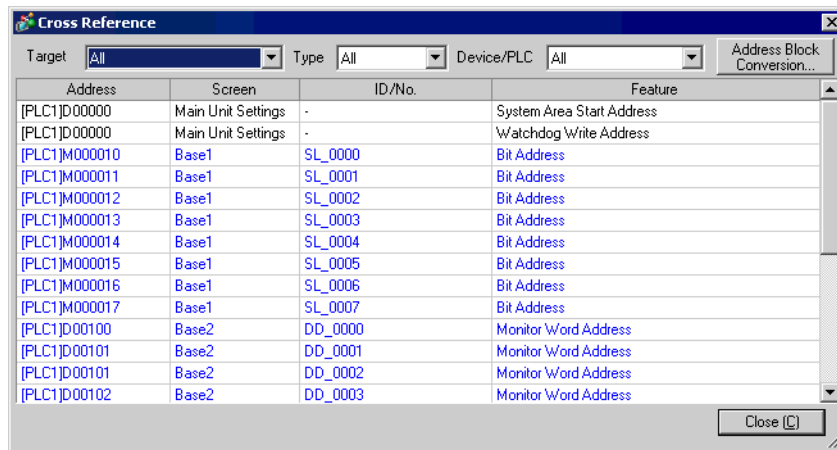 Cross Reference
Target All Type All Device/PLC All Address Block Conversion...
Address Screen ID/No. Feature
[PLC1]D00000 Main Unit Settings - System Area Start Address
[PLC1]D00000 Main Unit Settings - Watchdog Write Address
[PLC1]M000010 Base1 SL_0000 Bit Address
[PLC1]M000011 Base1 SL_0001 Bit Address
[PLC1]M000012 Base1 SL_0002 Bit Address
[PLC1]M000013 Base1 SL_0003 Bit Address
[PLC1]M000014 Base1 SL_0004 Bit Address
[PLC1]M000015 Base1 SL_0005 Bit Address
[PLC1]M000016 Base1 SL_0006 Bit Address
[PLC1]M000017 Base1 SL_0007 Bit Address
[PLC1]D00100 Base2 DD_0000 Monitor Word Address
[PLC1]D00101 Base2 DD_0001 Monitor Word Address
[PLC1]D00101 Base2 DD_0002 Monitor Word Address
[PLC1]D00102 Base2 DD_0003 Monitor Word Address
Close (C)